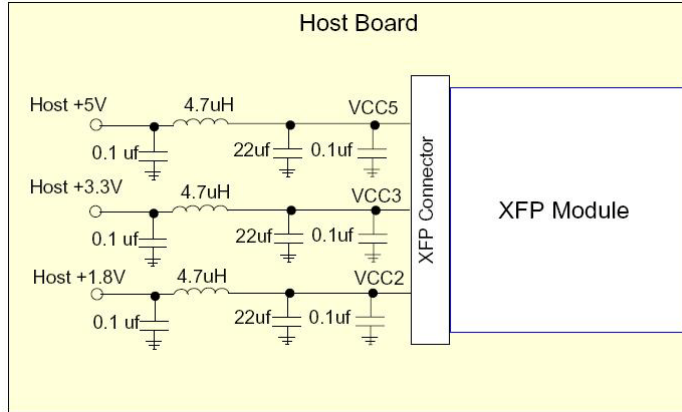 Host Board
Host +5V
4.7uH
VCC5
0.1 uf
22uf
0.1uf
Host +3.3V
4.7uH
VCC3
0.1 uf
22uf
0.1uf
Host +1.8V
4.7uH
VCC2
0.1 uf
22uf
0.1uf
XFP Connector
XFP Module